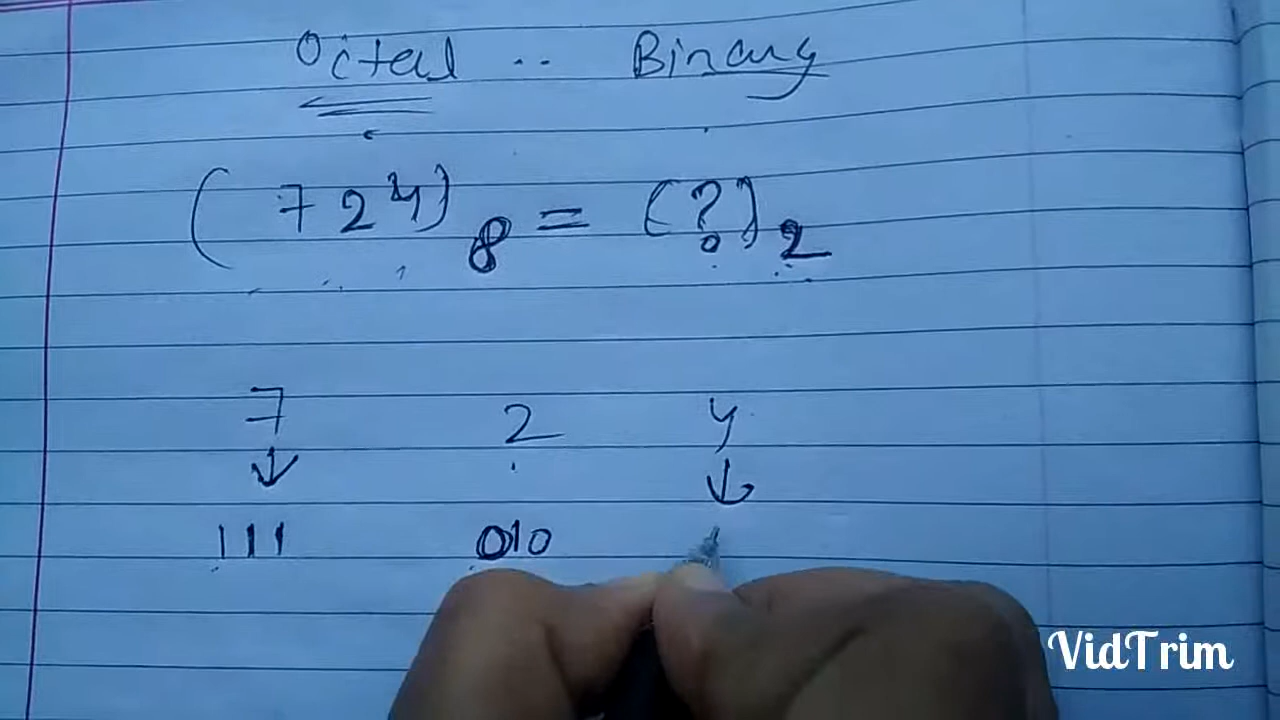 Octal .. Binary
(724)8 = (?)2
7 2 4
↓ ↓
111 010
VidTrim